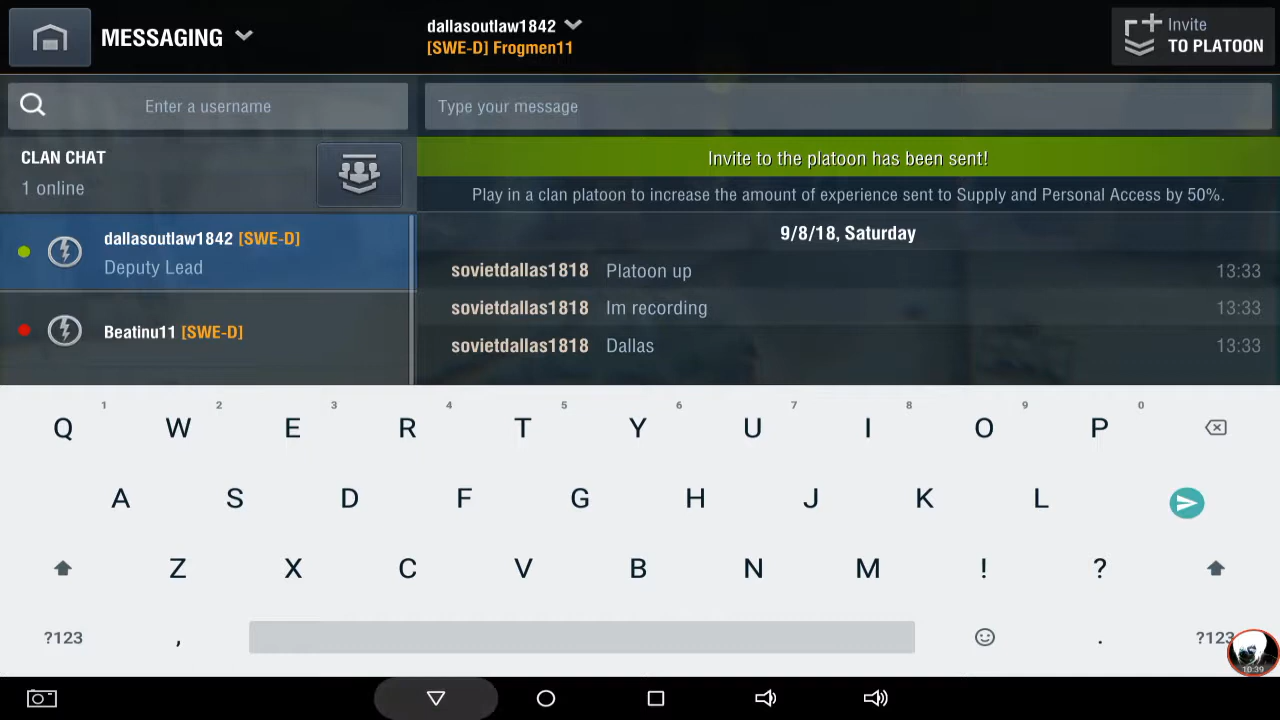 MESSAGING
dallasoutlaw1842
[SWE-D] Frogmen11
Invite
TO PLATOON
Enter a username
Type your message
CLAN CHAT
1 online
Invite to the platoon has been sent!
Play in a clan platoon to increase the amount of experience sent to Supply and Personal Access by 50%.
dallasoutlaw1842 [SWE-D]
Deputy Lead
Beatinu11 [SWE-D]
9/8/18, Saturday
sovietdallas1818 Platoon up 13:33
sovietdallas1818 Im recording 13:33
sovietdallas1818 Dallas 13:33
1 2 3 4 5 6 7 8 9 0
Q W E R T Y U I O P
A S D F G H J K L
Z X C V B N M ! ?
?123 , . ?123
10:39